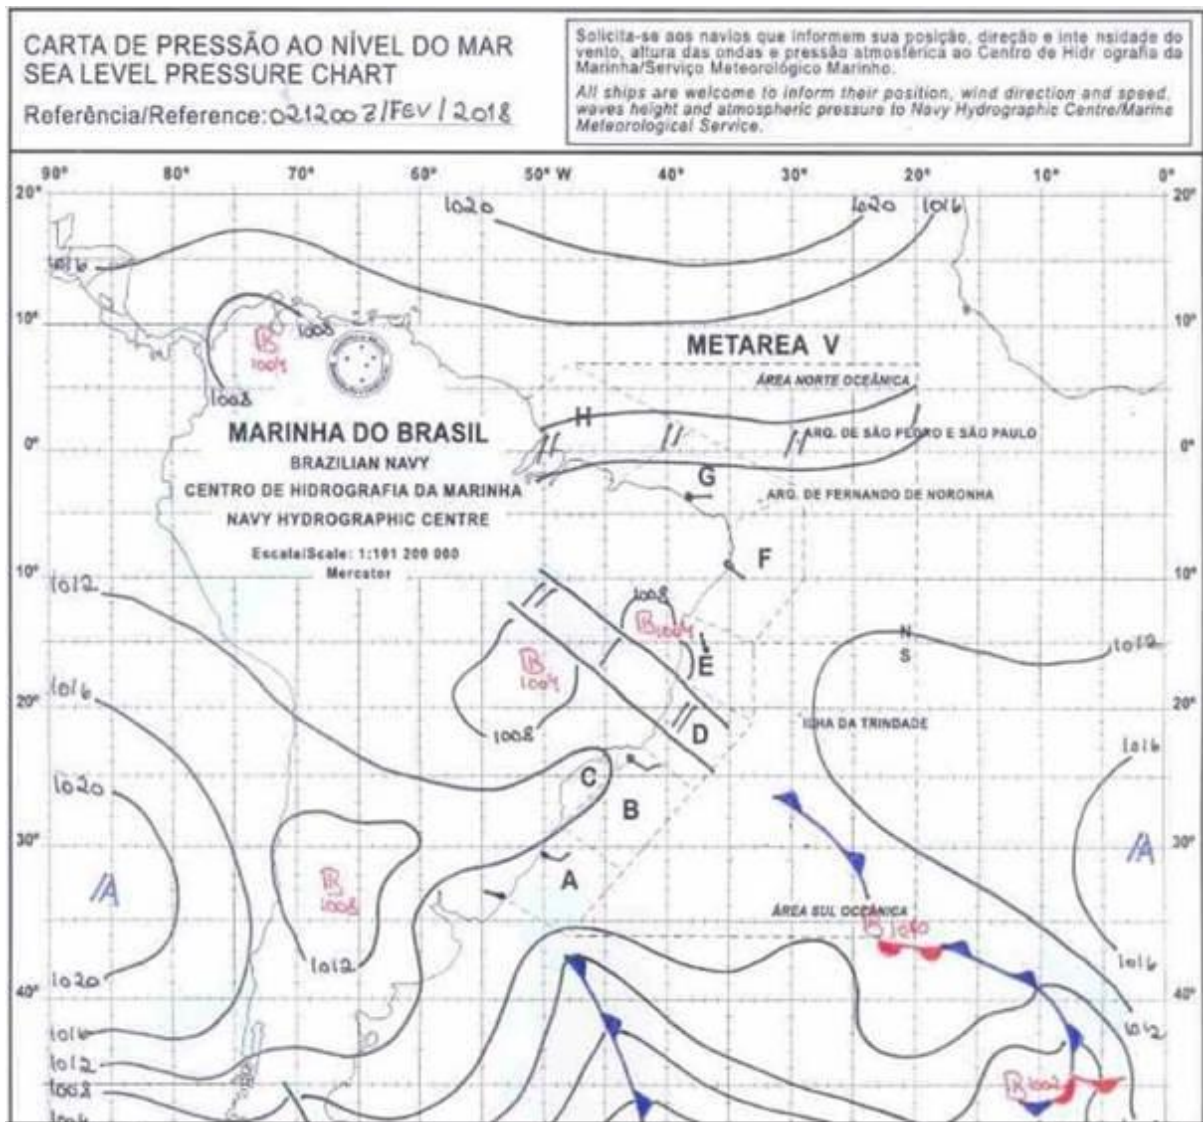 CARTA DE PRESSÃO AO NÍVEL DO MAR
SEA LEVEL PRESSURE CHART
Referência/Reference: 021200Z/FEV/2018
Solicita-se aos navios que informem sua posição, direção e inte nsidade do
vento, altura das ondas e pressão atmosférica ao Centro de Hidr ografia da
Marinha/Serviço Meteorológico Marinho.
All ships are welcome to inform their position, wind direction and speed,
waves height and atmospheric pressure to Navy Hydrographic Centre/Marine
Meteorological Service.
90° 80° 70° 60° 50° W 40° 30° 20° 10° 0°
20° 20°
1020 1020 1016
1016
10° 1008 10°
B
1004
METAREA V
ÁREA NORTE OCEÂNICA
1008
H
MARINHA DO BRASIL
ARQ. DE SÃO PEDRO E SÃO PAULO
0° 0°
BRAZILIAN NAVY
G
CENTRO DE HIDROGRAFIA DA MARINHA
ARQ. DE FERNANDO DE NORONHA
NAVY HYDROGRAPHIC CENTRE
Escala/Scale: 1:101 200 000
F
Mercator
10° 10°
1012 1008
B 1004
N
S
1012
B
1004
E
1016
20° 20°
1008
D
ILHA DA TRINDADE
1016
1020
C
B
30° 30°
A
A
A
B
1008
ÁREA SUL OCEÂNICA
B 1010
1012
1020
1016
40° 40°
1016
1012
1012
B 1002
1008
1004